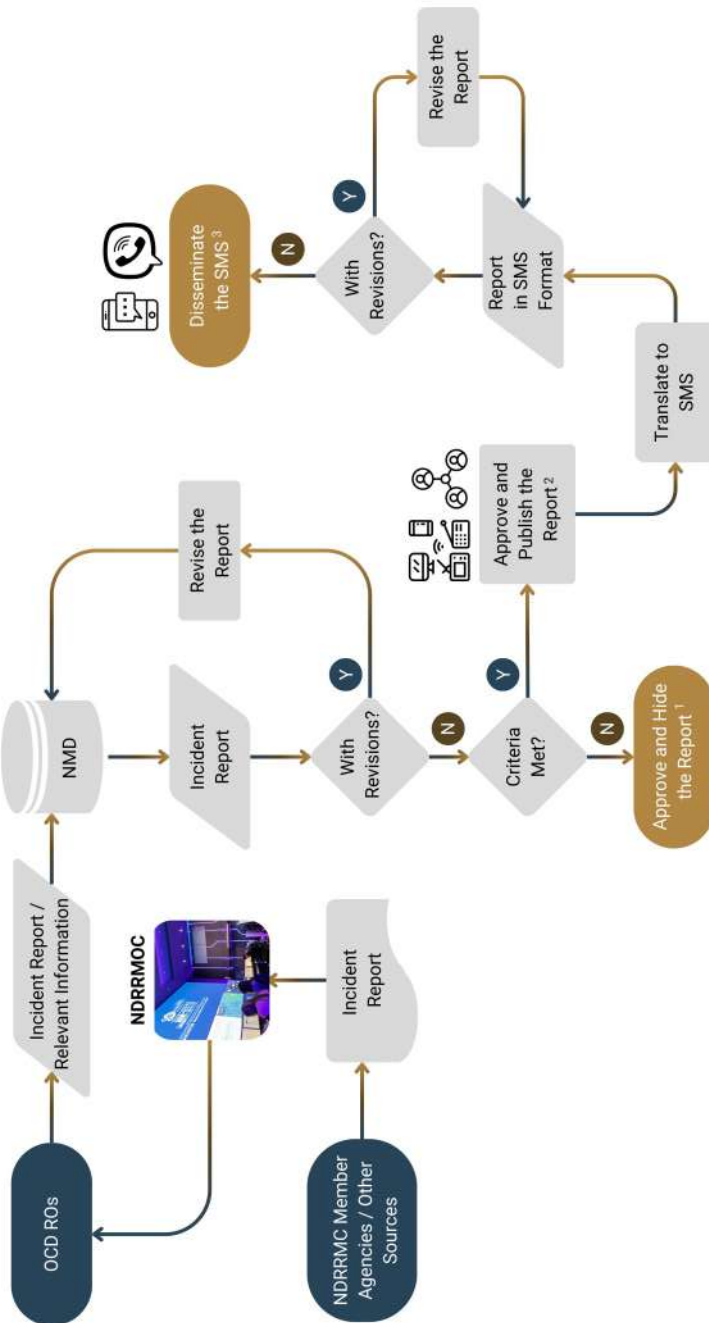 OCD ROs
Incident Report /
Relevant Information
NMD
Revise the
Report
NDRRMOC
Incident
Report
NDRRMC Member
Agencies / Other
Sources
Incident
Report
With
Revisions?
Y
N
Criteria
Met?
Y
N
Approve and Hide
the Report 1
Approve and
Publish the
Report 2
Translate to
SMS
Report
in SMS
Format
With
Revisions?
Y
N
Revise the
Report
Disseminate
the SMS 3